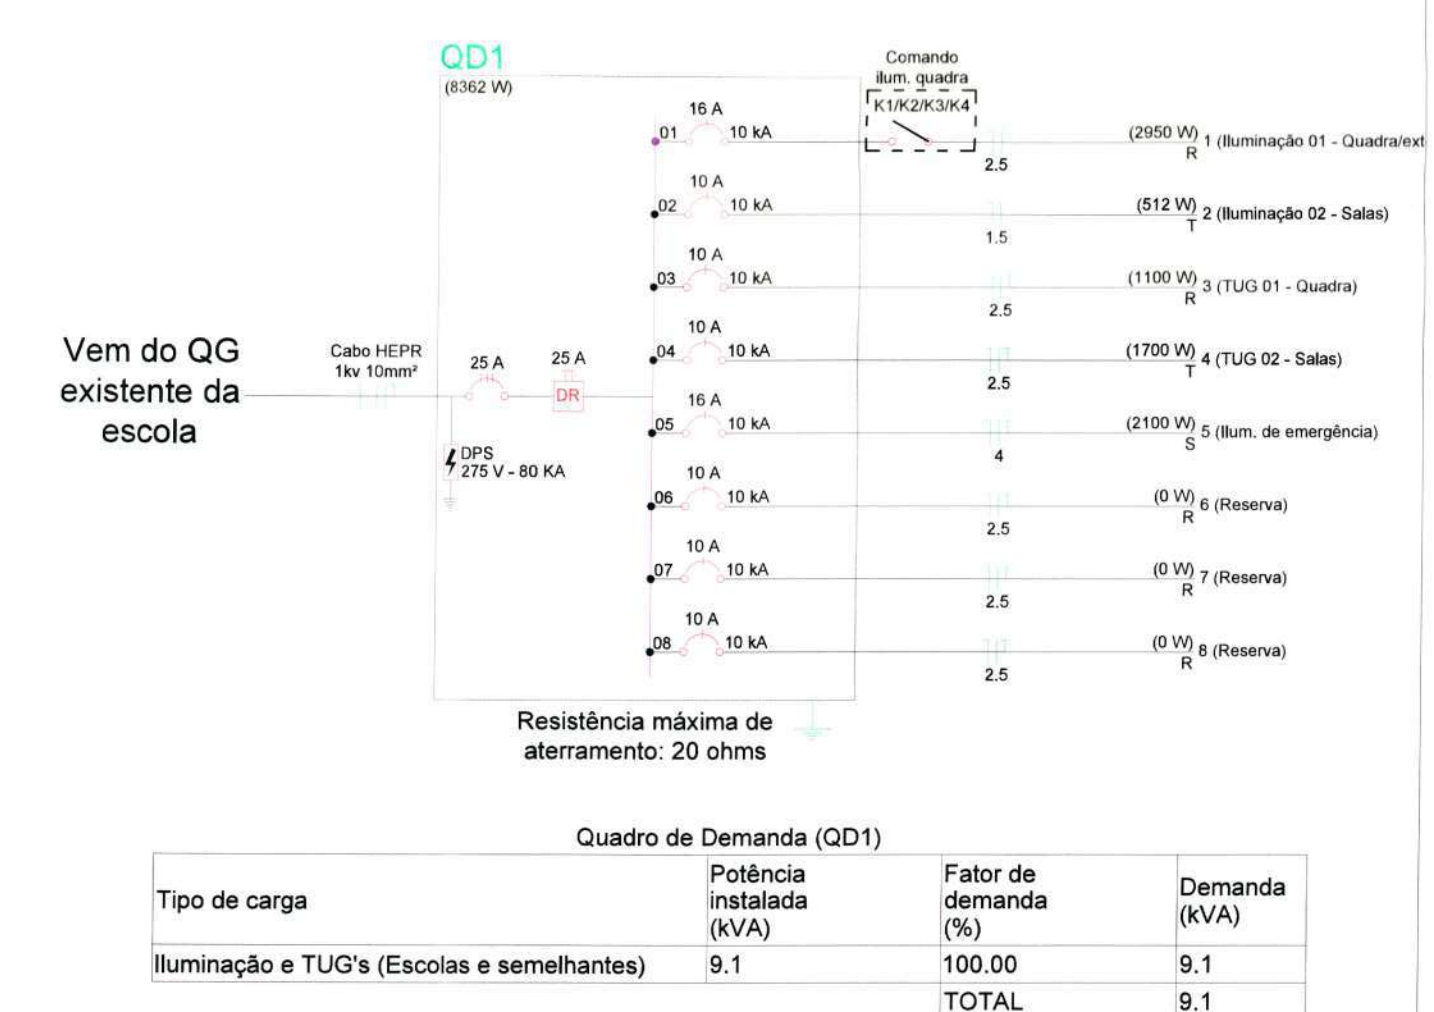 QD1
(8362 W)
Comando
ilum. quadra
K1/K2/K3/K4
16 A
01
10 kA
2.5
(2950 W)
R
1 (Iluminação 01 - Quadra/ext
10 A
02
10 kA
1.5
(512 W)
T
2 (Iluminação 02 - Salas)
10 A
03
10 kA
2.5
(1100 W)
R
3 (TUG 01 - Quadra)
10 A
04
10 kA
2.5
(1700 W)
T
4 (TUG 02 - Salas)
16 A
05
10 kA
4
(2100 W)
S
5 (Ilum. de emergência)
10 A
06
10 kA
2.5
(0 W)
R
6 (Reserva)
10 A
07
10 kA
2.5
(0 W)
R
7 (Reserva)
10 A
08
10 kA
2.5
(0 W)
R
8 (Reserva)
Vem do QG
existente da
escola
Cabo HEPR
1kv 10mm²
25 A
25 A
DR
DPS
275 V - 80 KA
Resistência máxima de
aterramento: 20 ohms
Quadro de Demanda (QD1)
Tipo de carga
Potência
instalada
(kVA)
Fator de
demanda
(%)
Demanda
(kVA)
Iluminação e TUG's (Escolas e semelhantes)
9.1
100.00
9.1
TOTAL
9.1